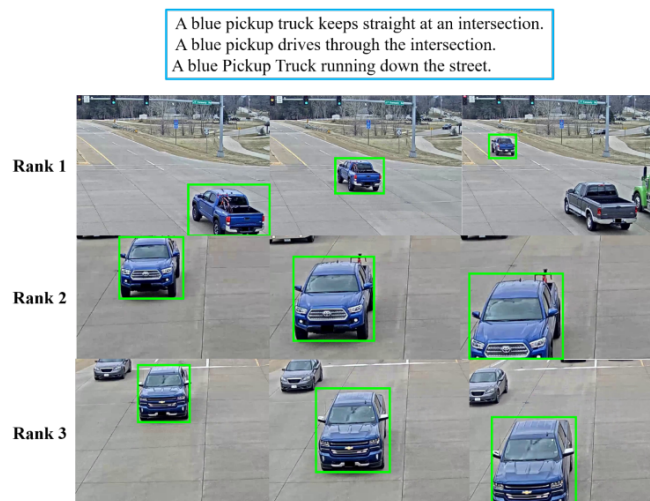 A blue pickup truck keeps straight at an intersection.
A blue pickup drives through the intersection.
A blue Pickup Truck running down the street.
Rank 1
Rank 2
Rank 3